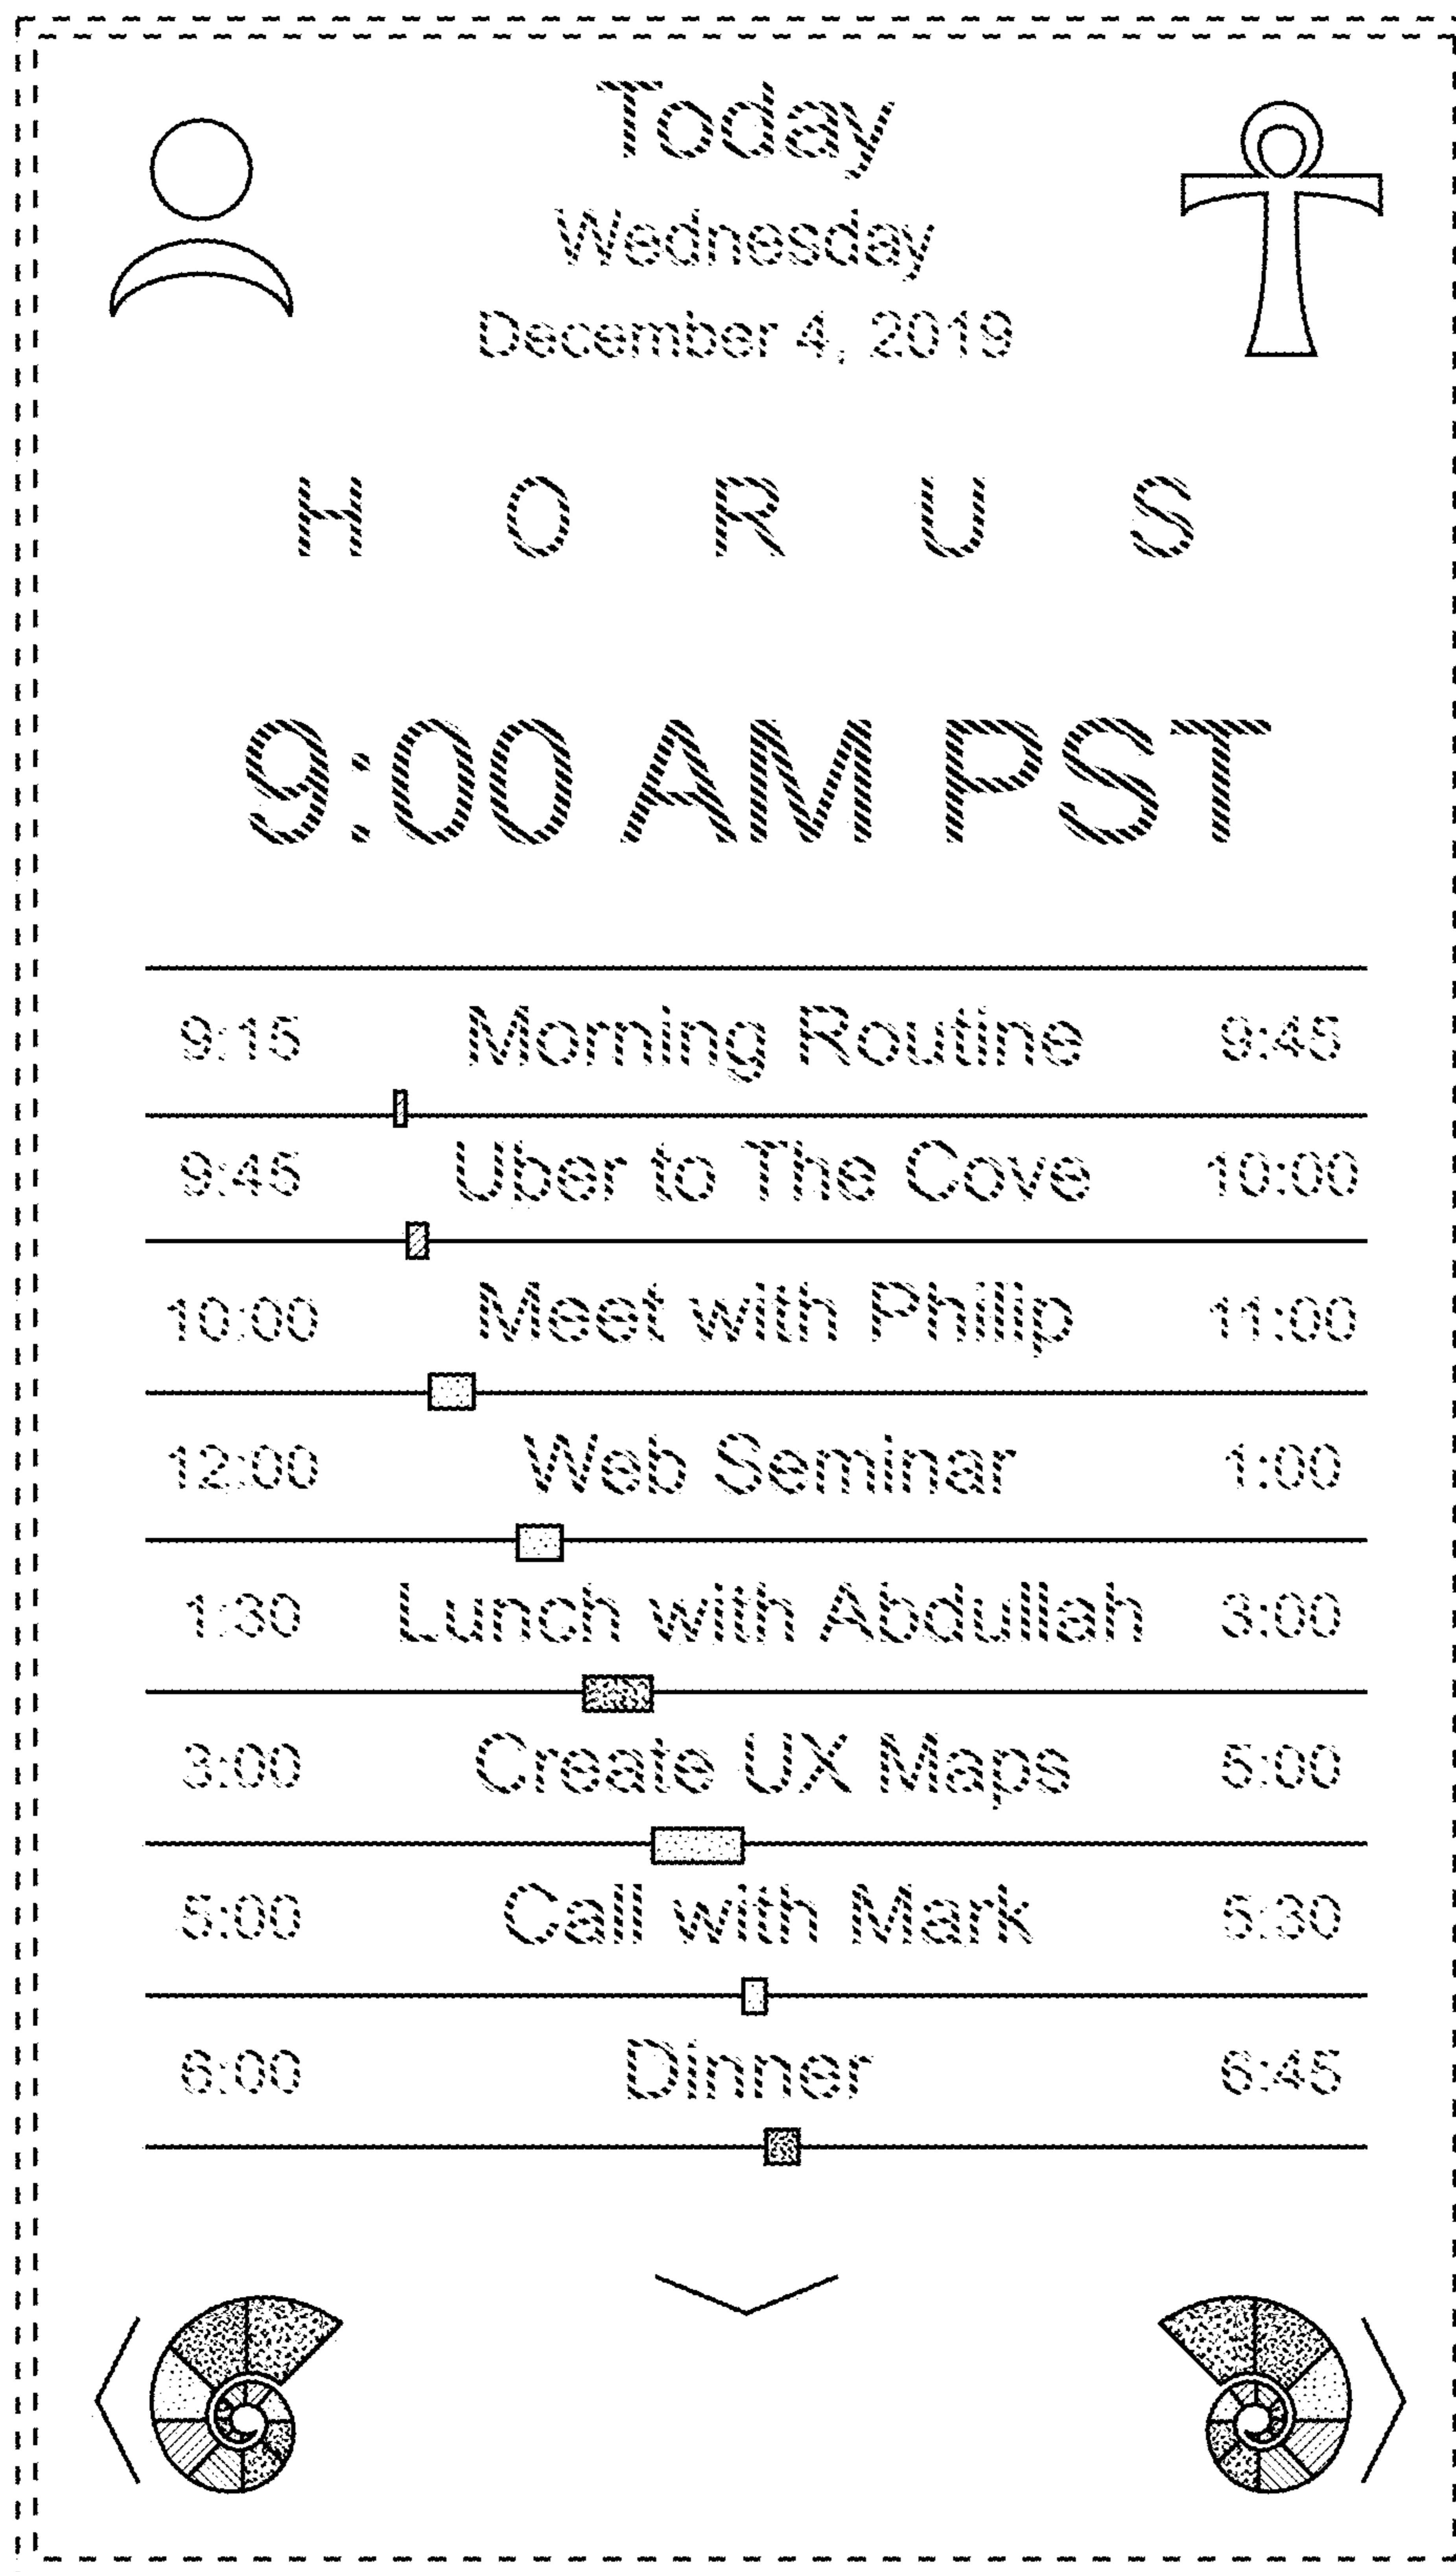 Today
Wednesday
December 4, 2019
H O R U S
9:00 AM PST
9:15 Morning Routine 9:45
9:45 Uber to The Cove 10:00
10:00 Meet with Philip 11:00
12:00 Web Seminar 1:00
1:30 Lunch with Abdullah 3:00
3:00 Create UX Maps 5:00
5:00 Call with Mark 5:30
6:00 Dinner 6:45